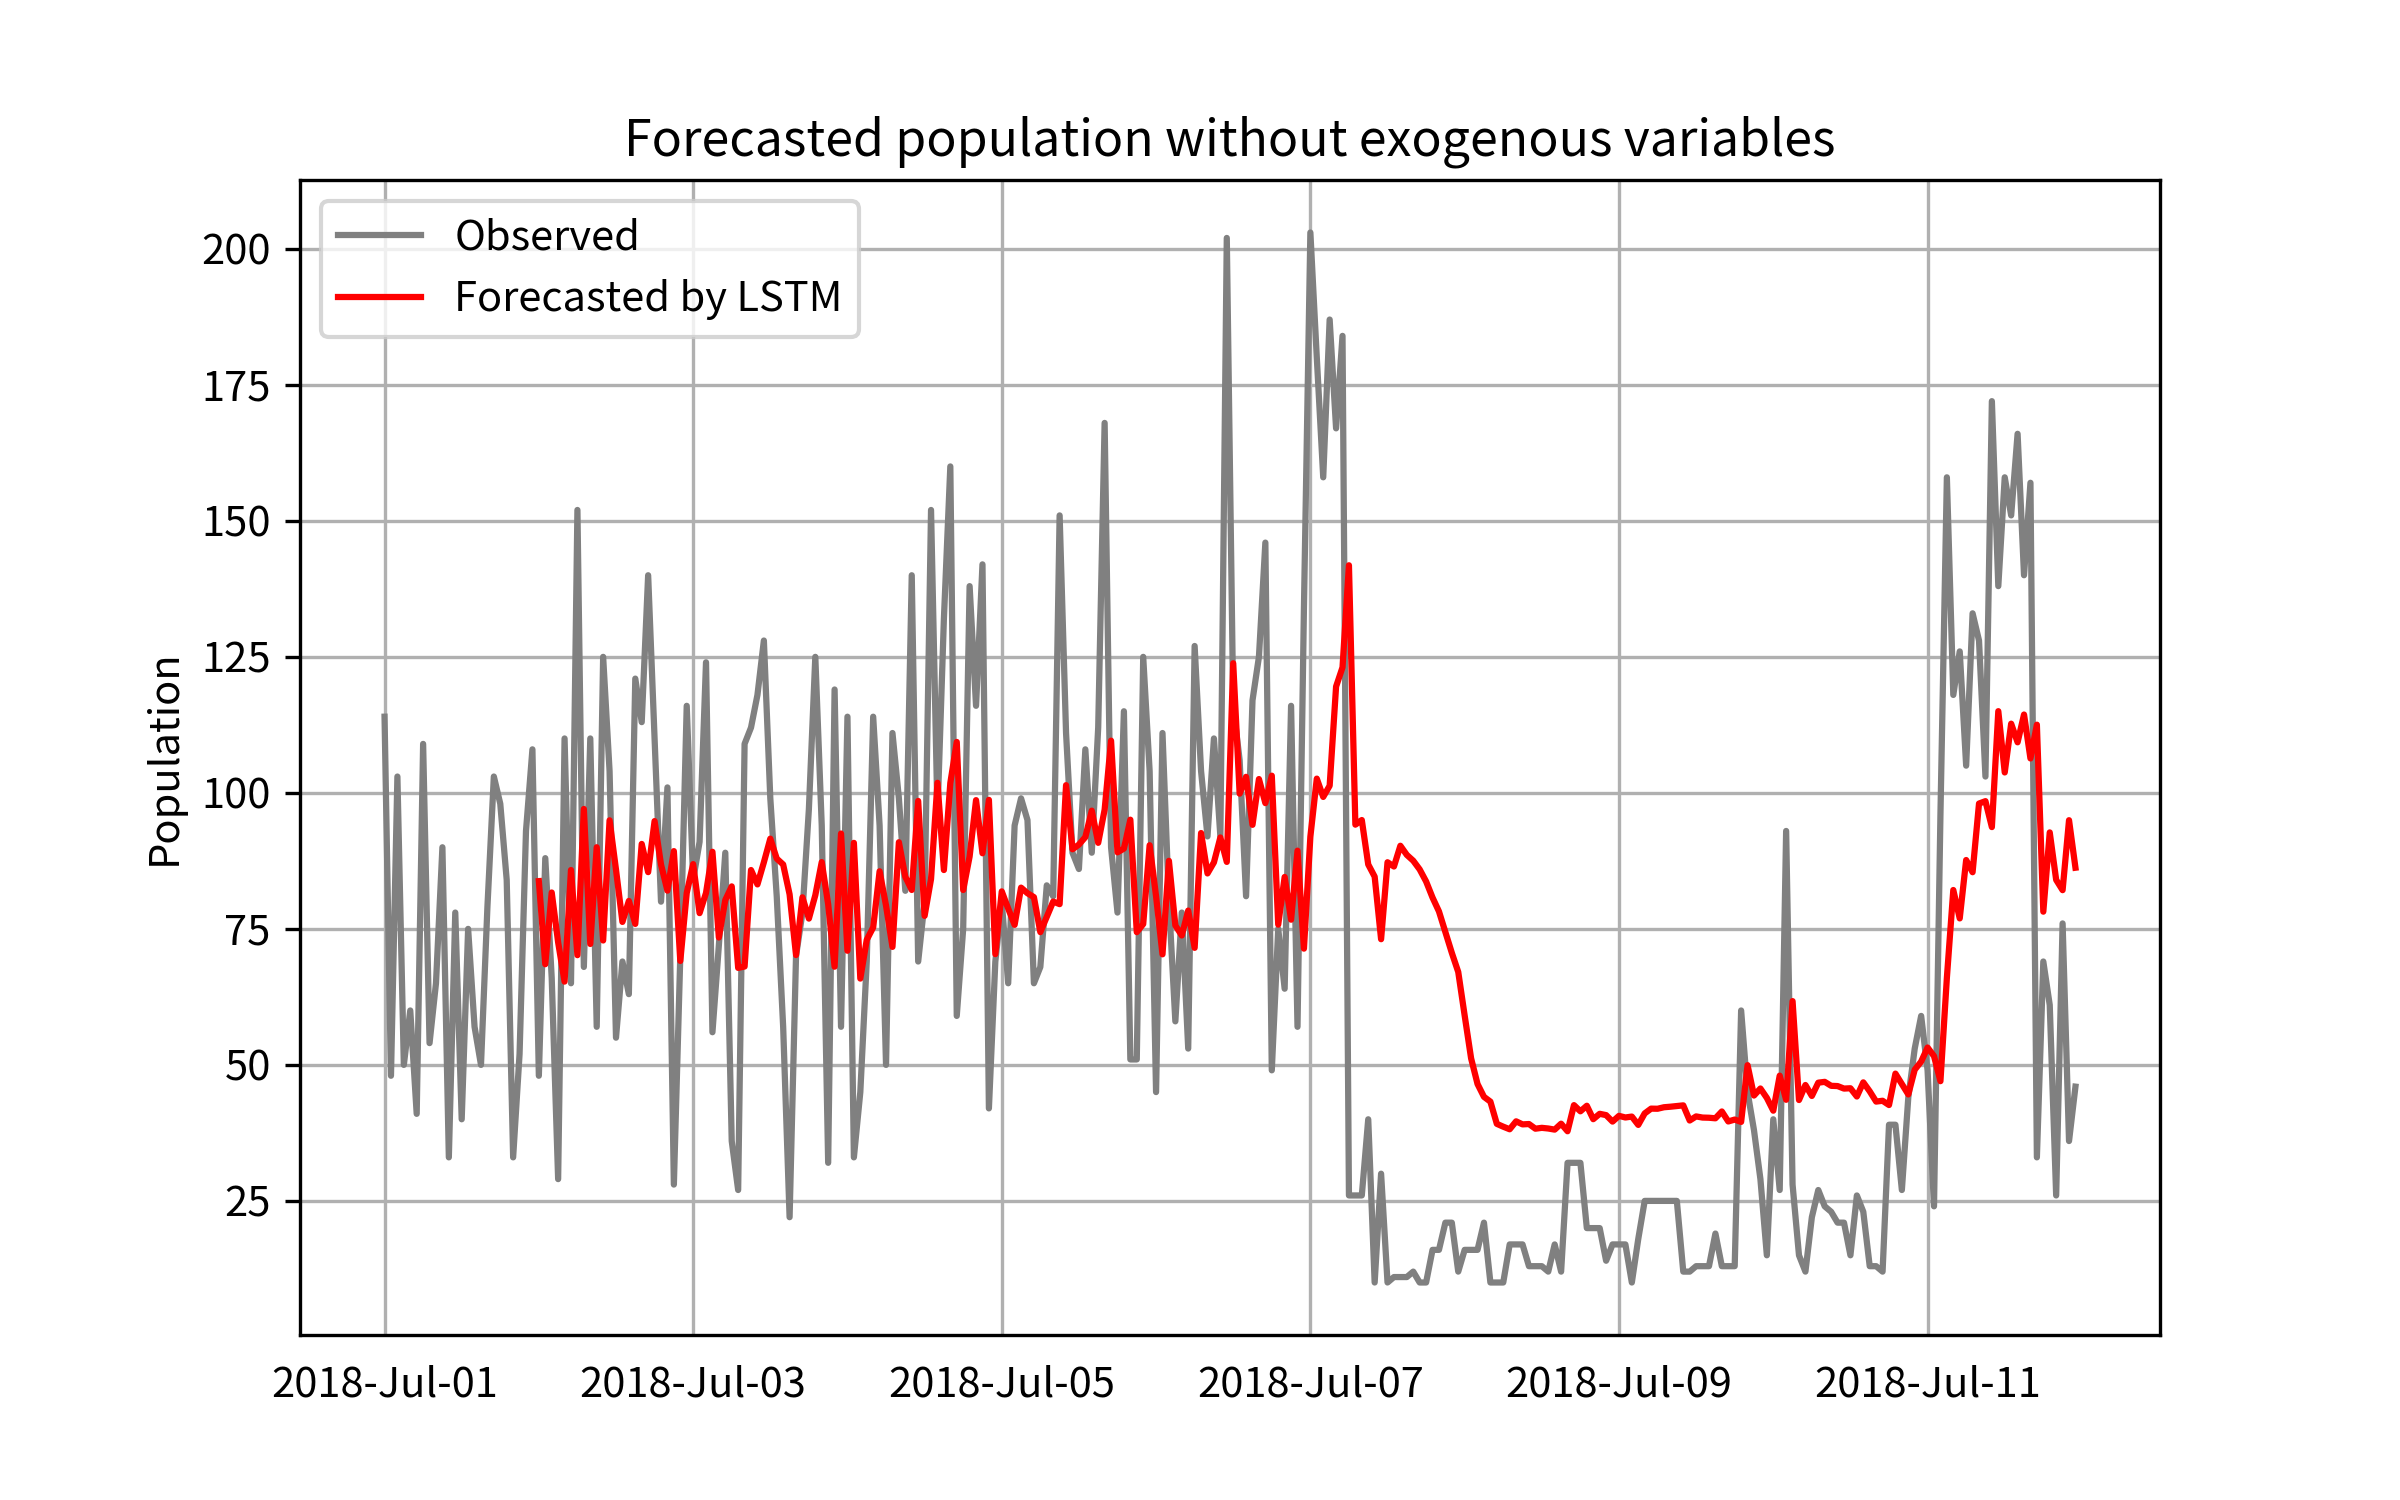 Forecasted population without exogenous variables
Observed
Forecasted by LSTM
Population
200
175
150
125
100
75
50
25
2018-Jul-01 2018-Jul-03 2018-Jul-05 2018-Jul-07 2018-Jul-09 2018-Jul-11